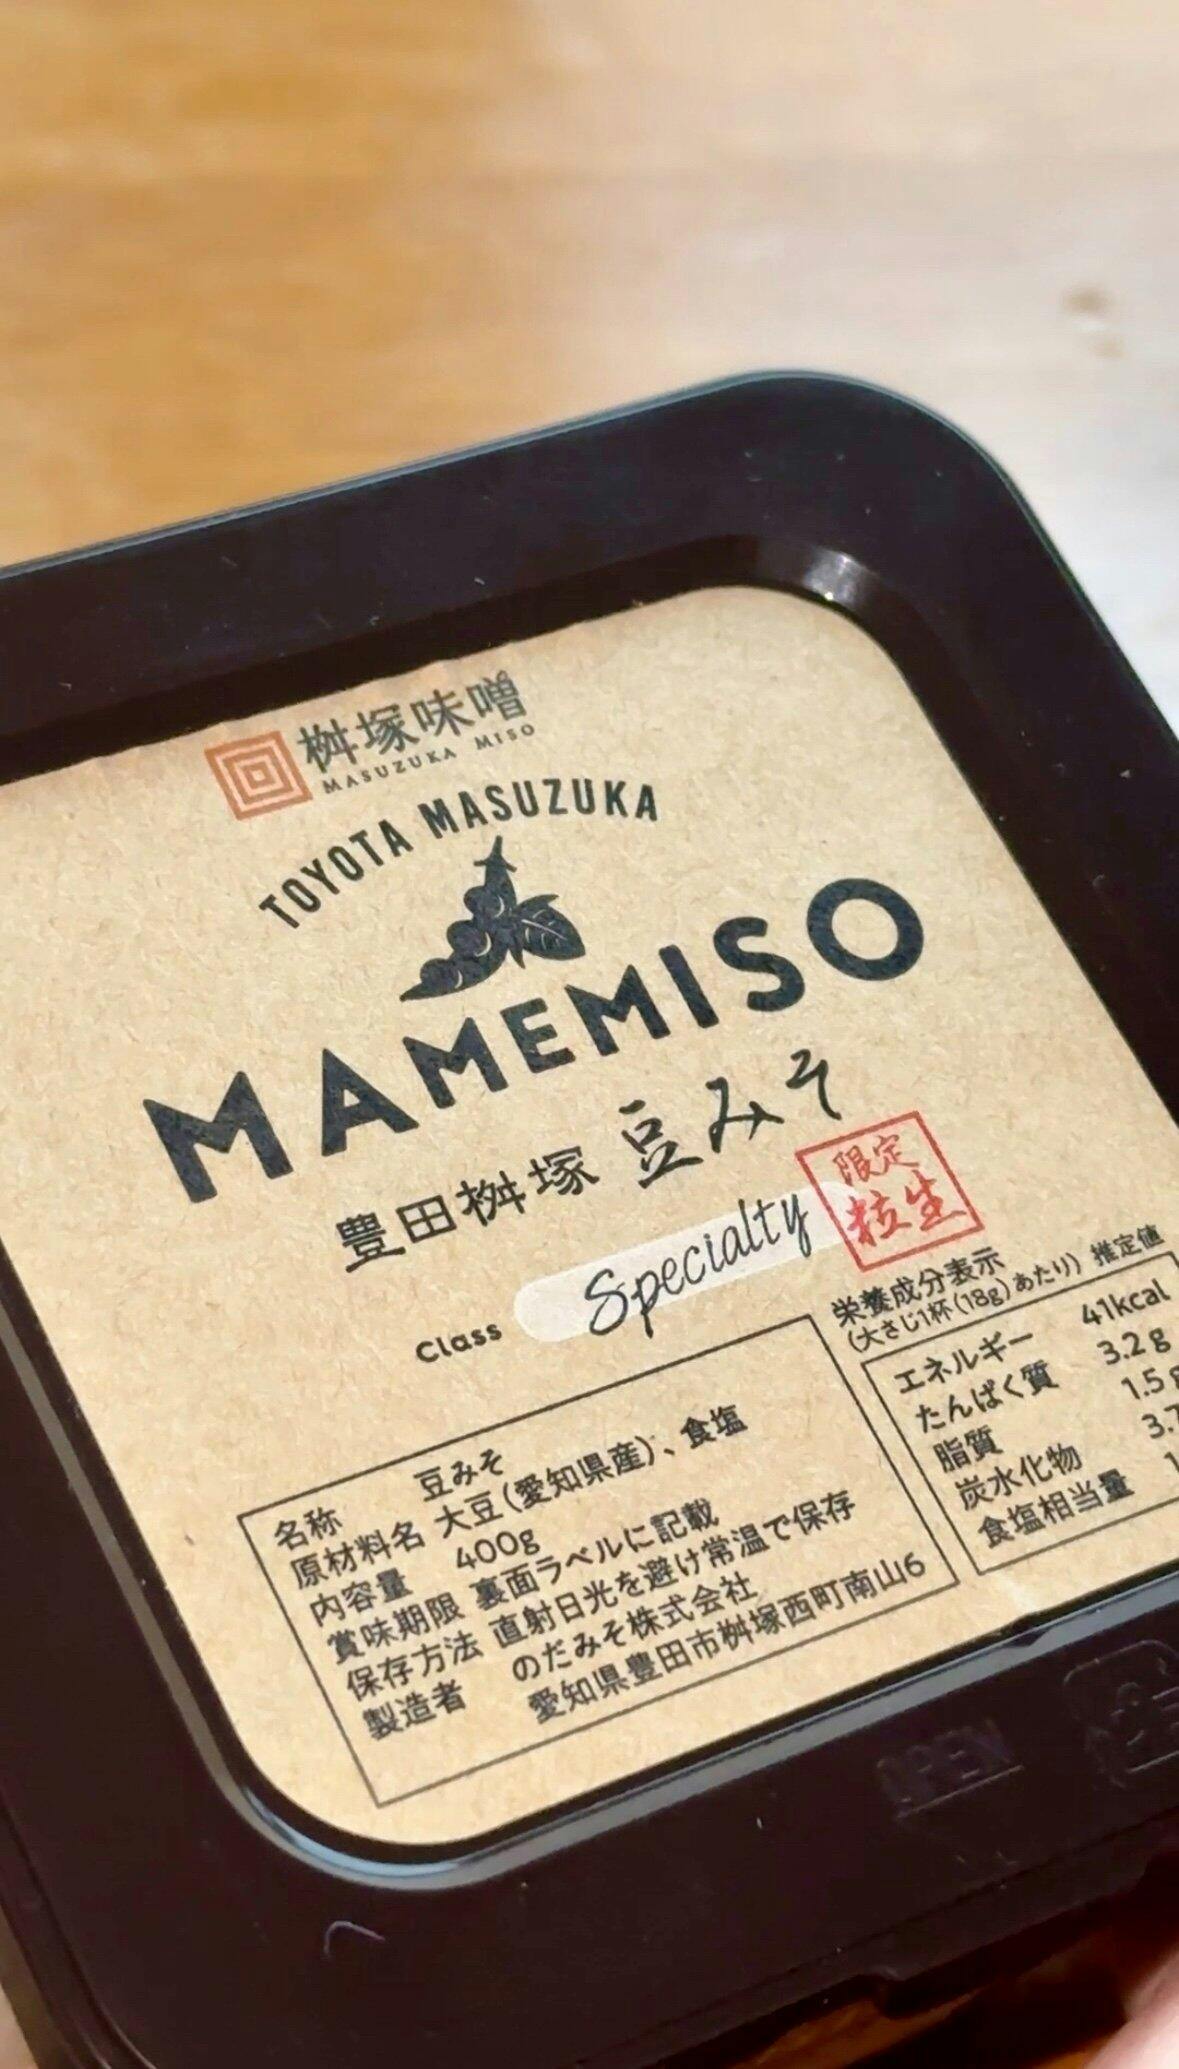 桝塚味噌
MASUZUKA MISO
TOYOTA MASUZUKA
MAMEMISO
豊田桝塚 豆みそ
限定
粒生
Class Specialty
名称 豆みそ
原材料名 大豆(愛知県産)、食塩
内容量 400g
賞味期限 裏面ラベルに記載
保存方法 直射日光を避け常温で保存
製造者 のだみそ株式会社
愛知県豊田市桝塚西町南山6
栄養成分表示
(大さじ1杯(18g)あたり) 推定値
エネルギー 41kcal
たんぱく質 3.2g
脂質 1.5g
炭水化物 3.7
食塩相当量
OPEN